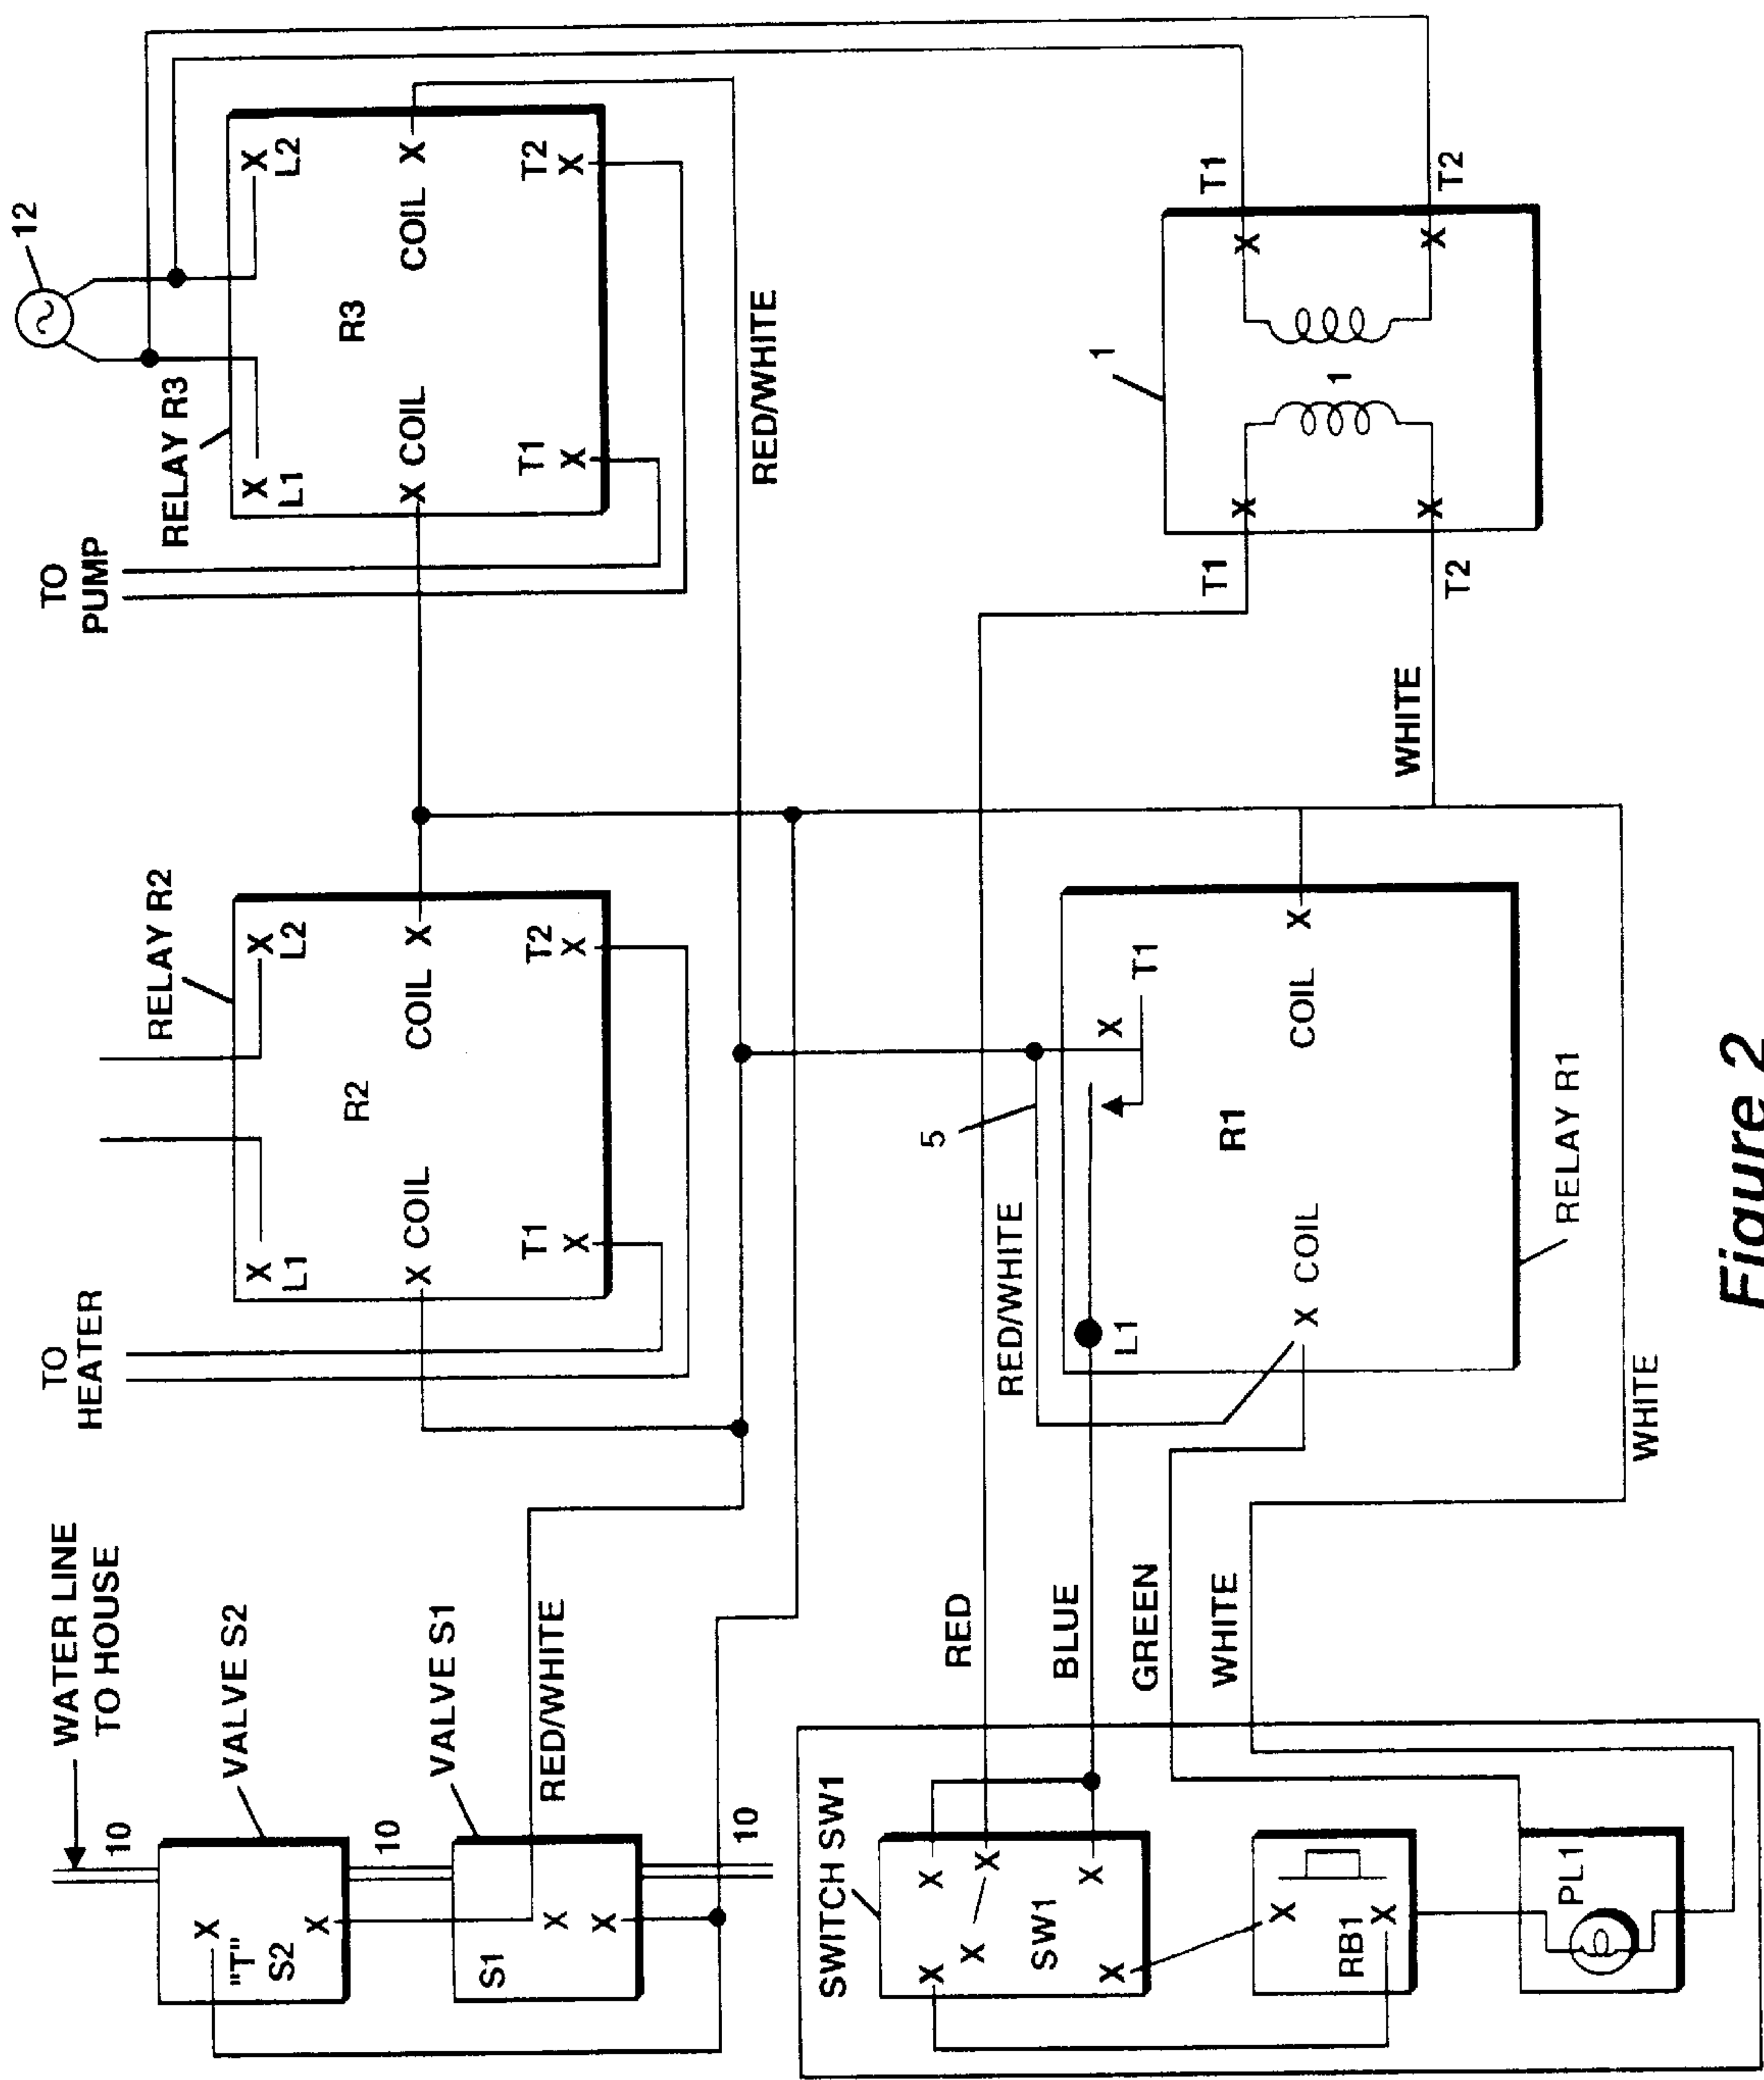 12
TO
PUMP
RELAY R3
L1
L2
R3
X COIL
COIL X
T1
T2
X
X
X
X
RED/WHITE
TO
HEATER
RELAY R2
L1
L2
R2
X COIL
COIL X
T1
T2
X
X
X
X
WATER LINE
TO HOUSE
10
VALVE S2
X
"T"
S2
X
10
VALVE S1
S1
X
X
RED/WHITE
10
1
1
T1
T2
T1
T2
X
X
X
X
WHITE
5
RED/WHITE
L1
X
T1
R1
X COIL
COIL
X
RELAY R1
WHITE
RED
BLUE
GREEN
WHITE
SWITCH SW1
X
X
X
X
X
X
SW1
X
RB1
X
PL1
Figure 2